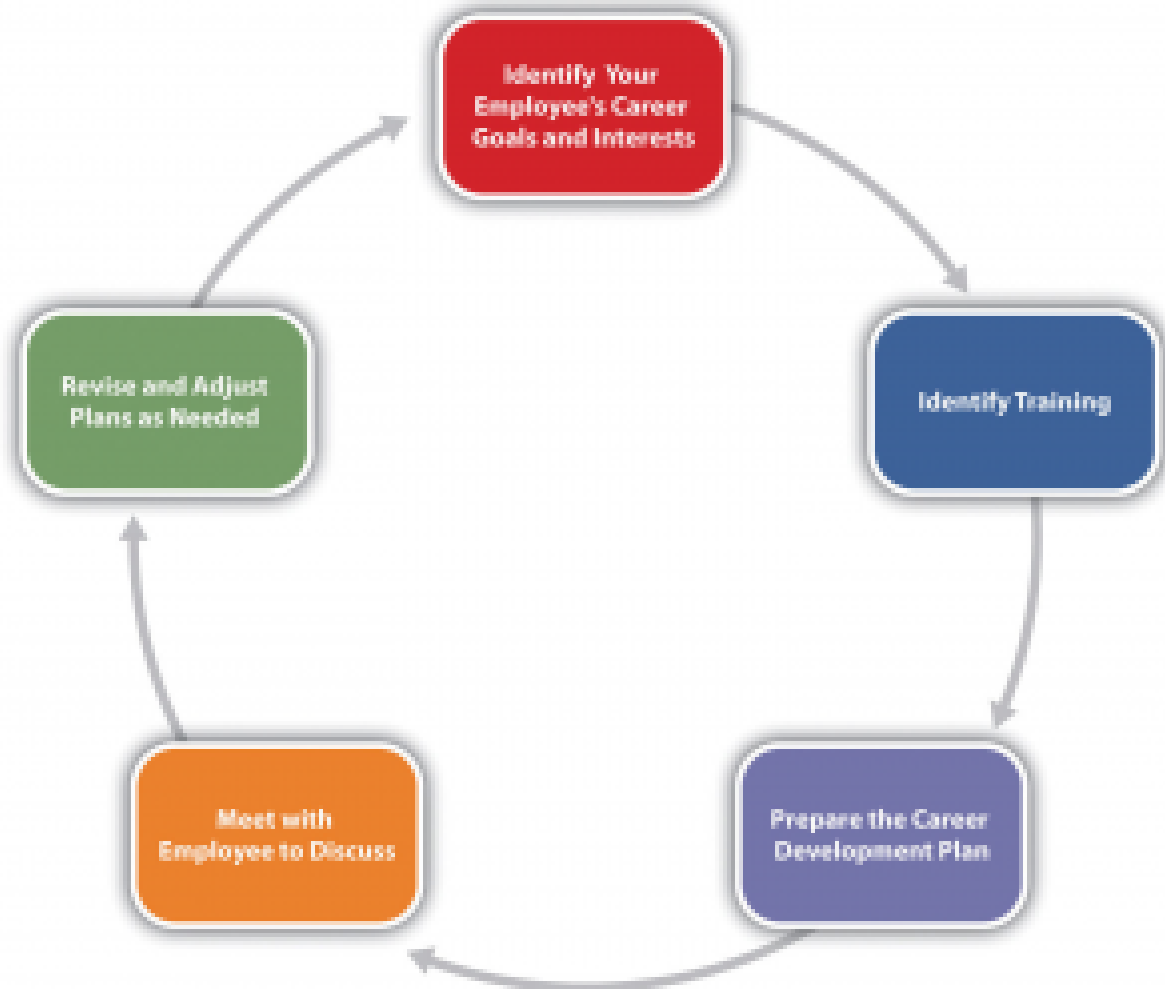 Identify Your
Employee's Career
Goals and Interests
Identify Training
Prepare the Career
Development Plan
Meet with
Employee to Discuss
Revise and Adjust
Plans as Needed